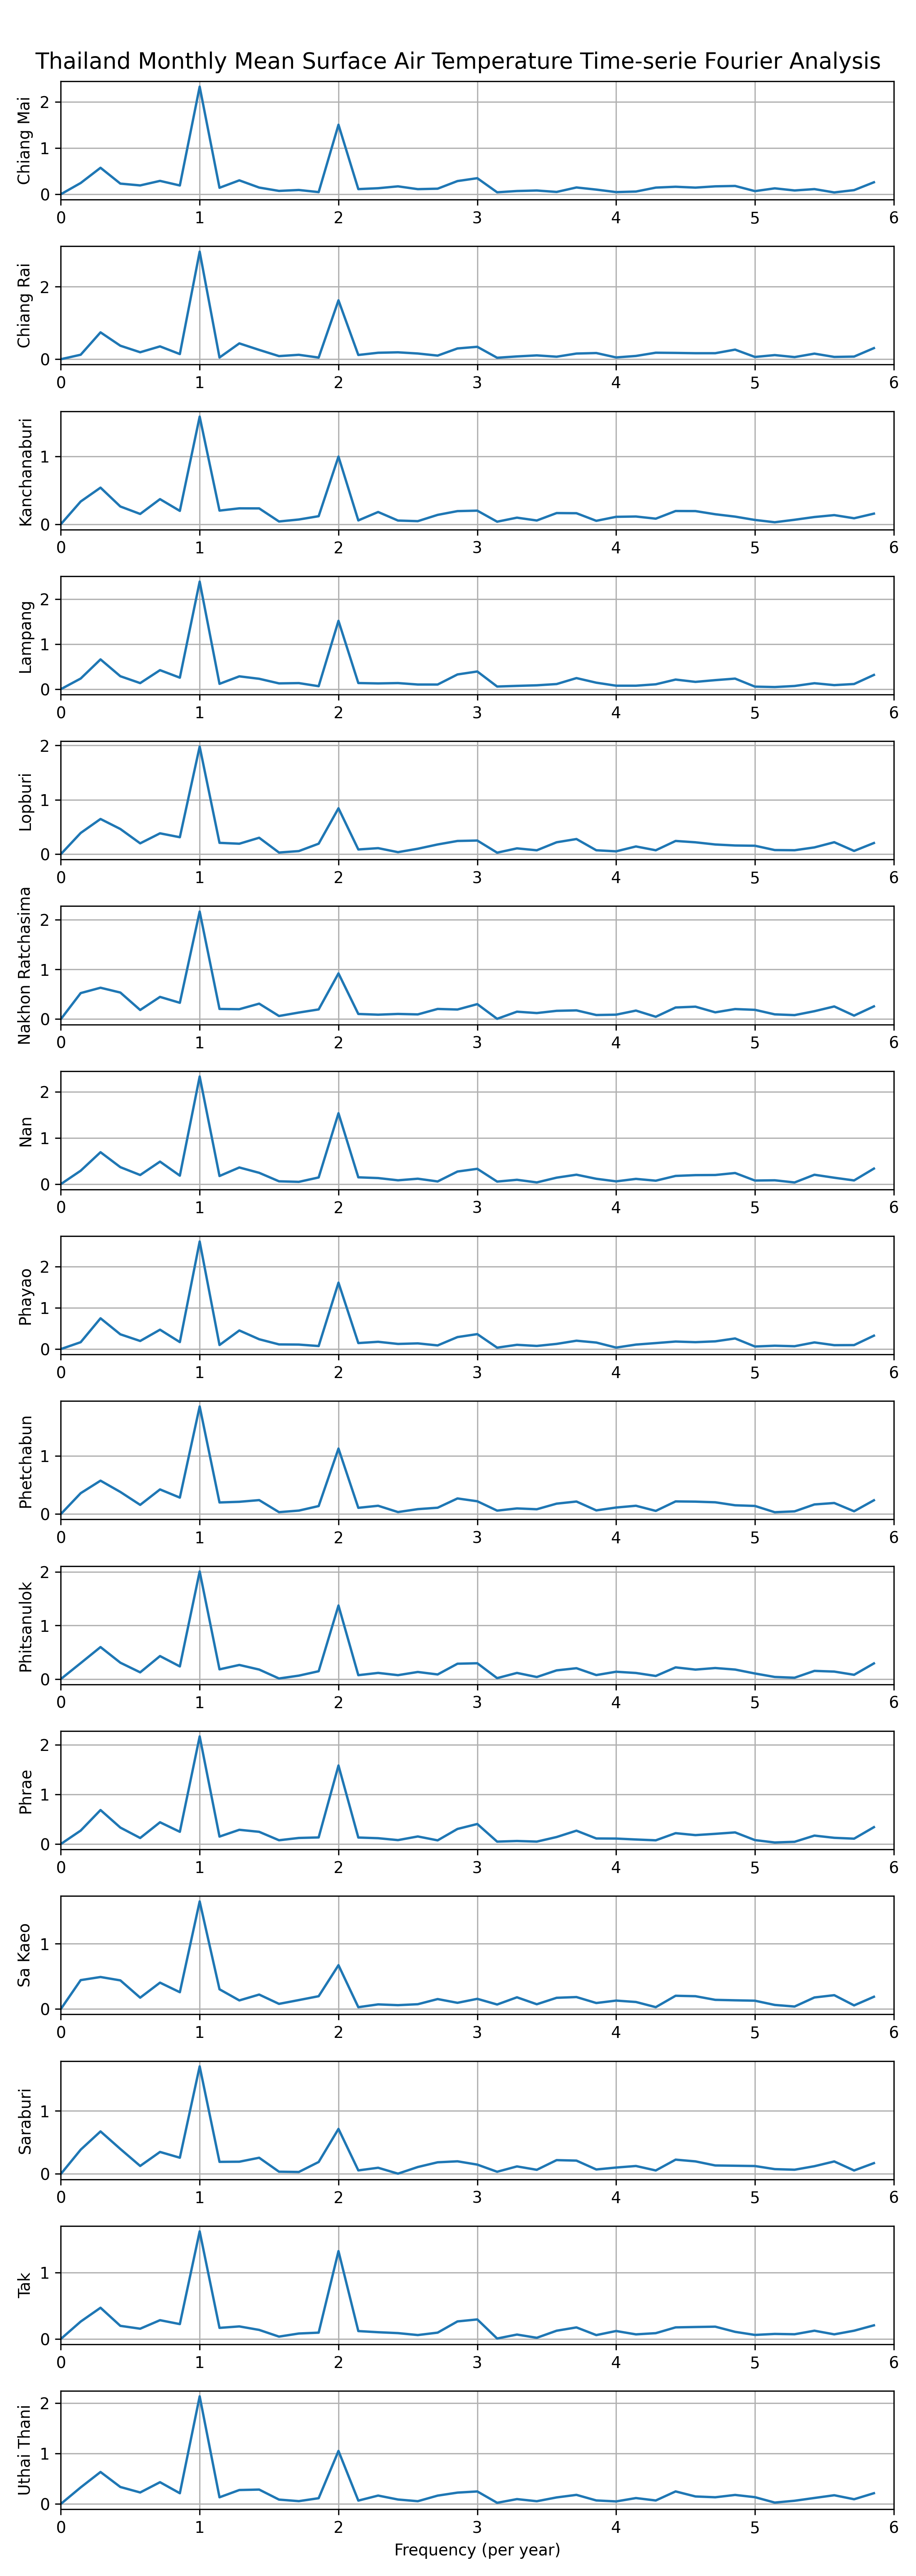 Thailand Monthly Mean Surface Air Temperature Time-serie Fourier Analysis
Chiang Mai
2
1
0
0 1 2 3 4 5 6
Chiang Rai
2
0
0 1 2 3 4 5 6
Kanchanaburi
1
0
0 1 2 3 4 5 6
Lampang
2
1
0
0 1 2 3 4 5 6
Lopburi
2
1
0
0 1 2 3 4 5 6
Nakhon Ratchasima
2
1
0
0 1 2 3 4 5 6
Nan
2
1
0
0 1 2 3 4 5 6
Phayao
2
1
0
0 1 2 3 4 5 6
Phetchabun
1
0
0 1 2 3 4 5 6
Phitsanulok
2
1
0
0 1 2 3 4 5 6
Phrae
2
1
0
0 1 2 3 4 5 6
Sa Kaeo
1
0
0 1 2 3 4 5 6
Saraburi
1
0
0 1 2 3 4 5 6
Tak
1
0
0 1 2 3 4 5 6
Uthai Thani
2
1
0
0 1 2 3 4 5 6
Frequency (per year)